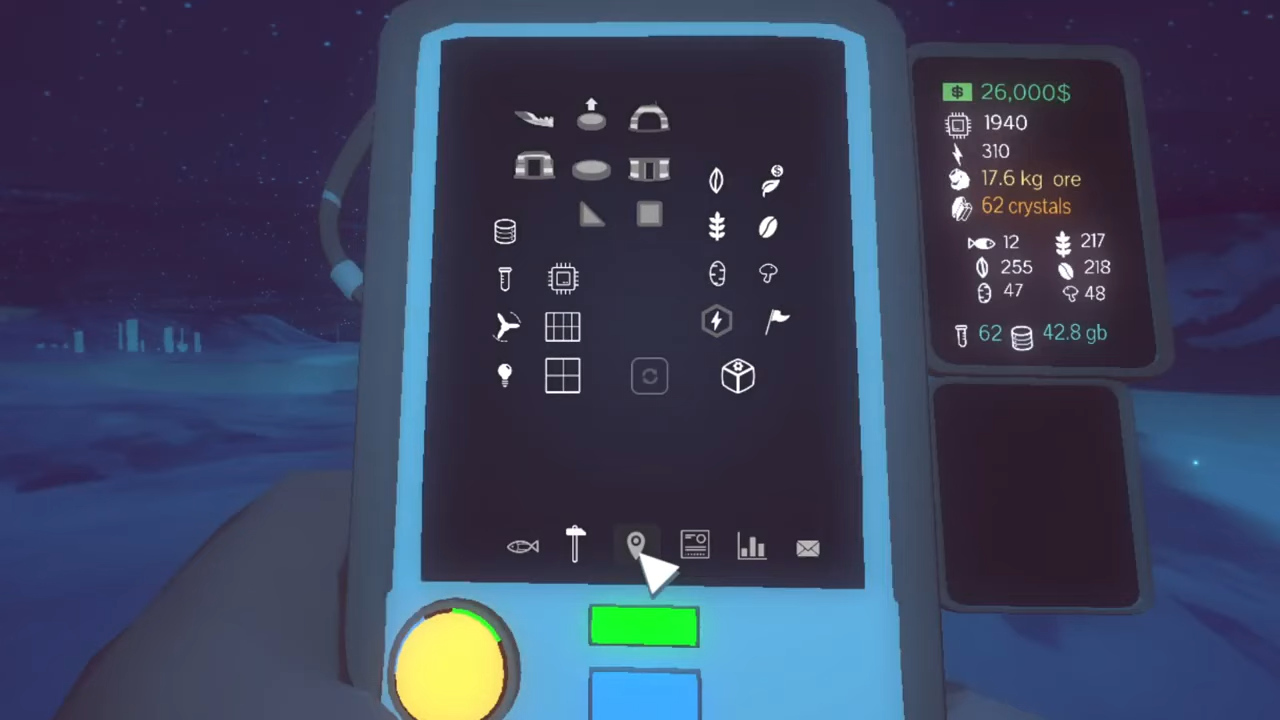 26,000$
1940
310
17.6 kg ore
62 crystals
12 217
255 218
47 48
62 42.8 gb